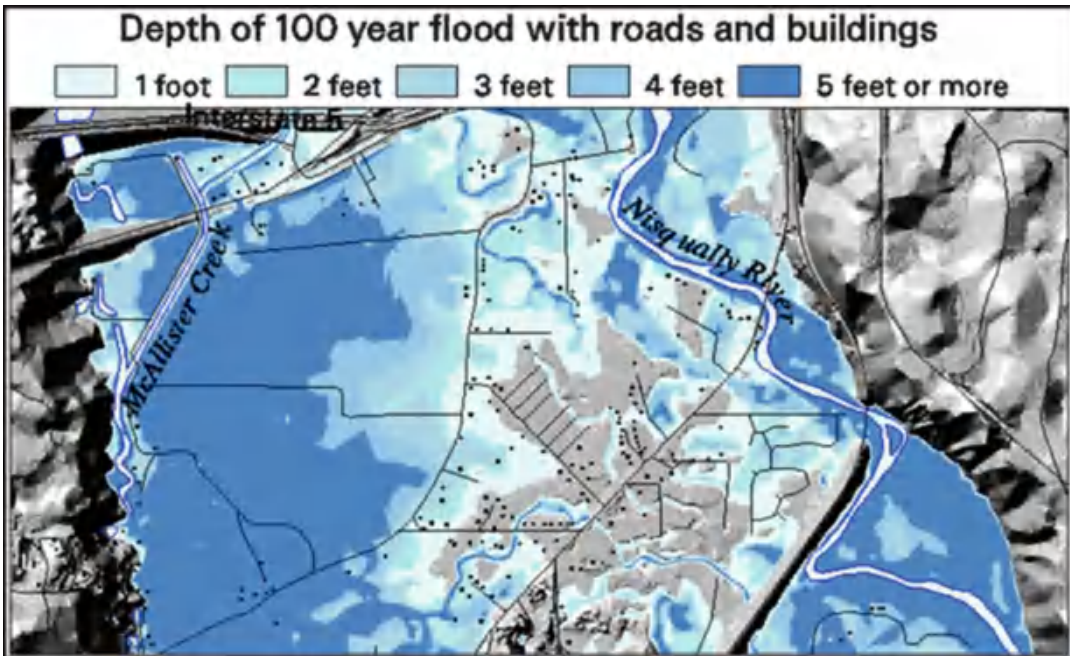 Depth of 100 year flood with roads and buildings
1 foot 2 feet 3 feet 4 feet 5 feet or more
Interstate 5
Nisqually River
McAllister Creek